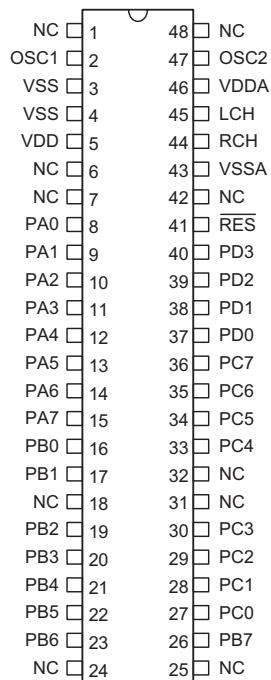 NC 1 48 NC
OSC1 2 47 OSC2
VSS 3 46 VDDA
VSS 4 45 LCH
VDD 5 44 RCH
NC 6 43 VSSA
NC 7 42 NC
PA0 8 41 R̅E̅S̅
PA1 9 40 PD3
PA2 10 39 PD2
PA3 11 38 PD1
PA4 12 37 PD0
PA5 13 36 PC7
PA6 14 35 PC6
PA7 15 34 PC5
PB0 16 33 PC4
PB1 17 32 NC
NC 18 31 NC
PB2 19 30 PC3
PB3 20 29 PC2
PB4 21 28 PC1
PB5 22 27 PC0
PB6 23 26 PB7
NC 24 25 NC